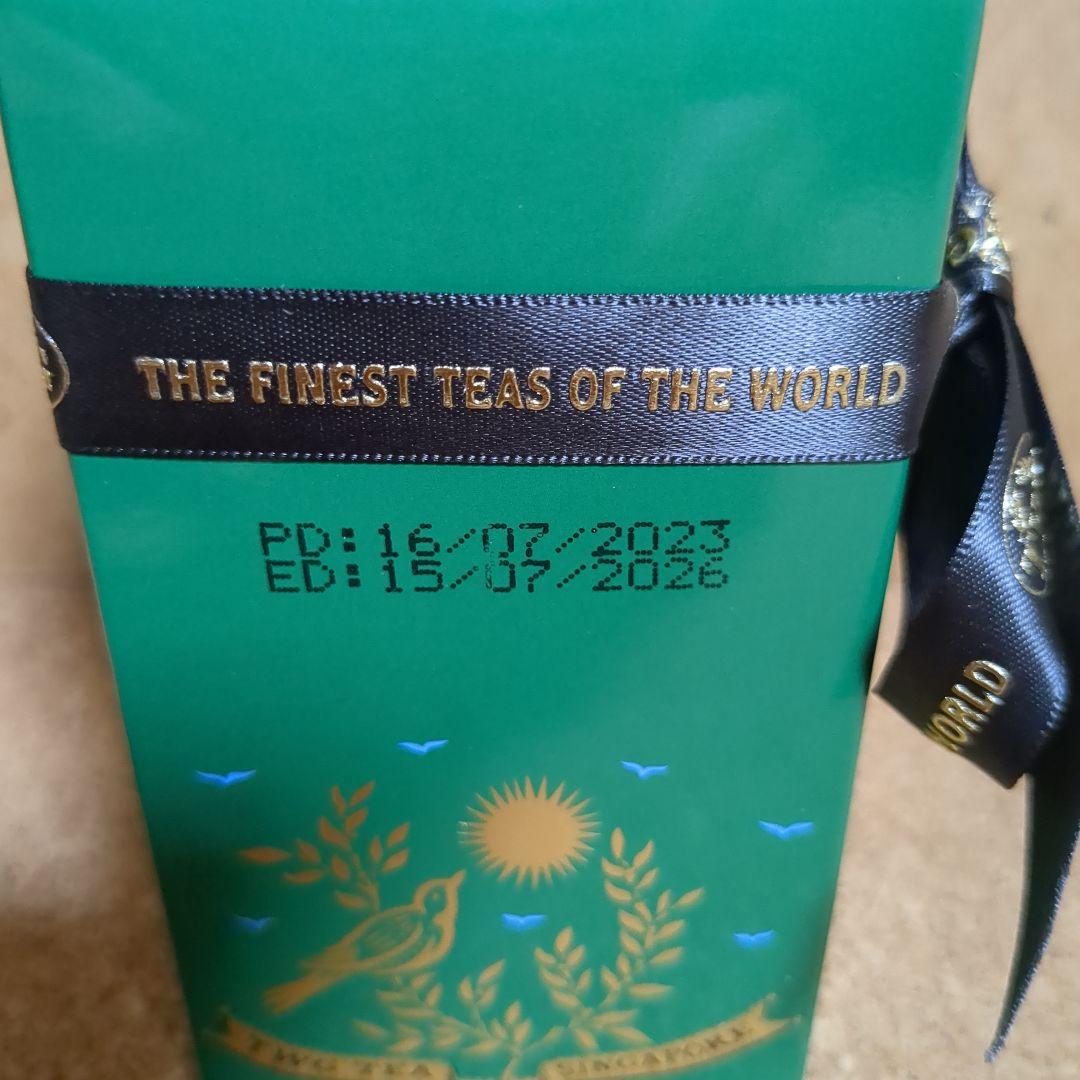 THE FINEST TEAS OF THE WORLD
PD:16/07/2023
ED:15/07/2026
WORLD
TWG TEA SINGAPORE